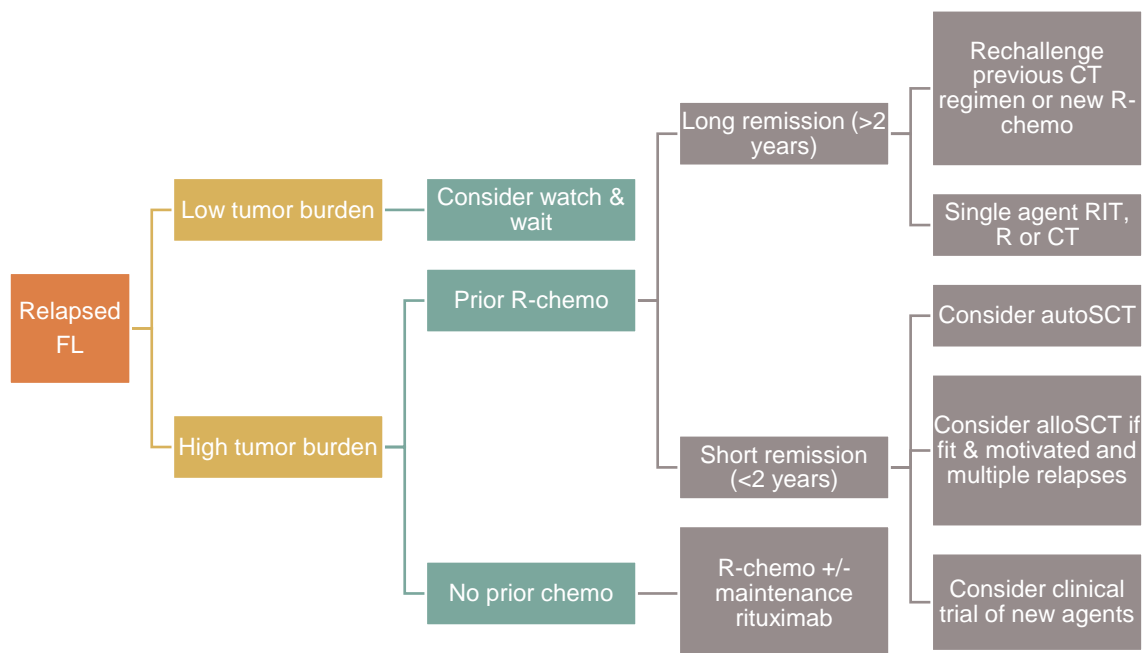 Relapsed
FL
Low tumor burden
High tumor burden
Consider watch &
wait
Prior R-chemo
No prior chemo
Long remission (>2
years)
Short remission
(<2 years)
R-chemo +/-
maintenance
rituximab
Rechallenge
previous CT
regimen or new R-
chemo
Single agent RIT,
R or CT
Consider autoSCT
Consider alloSCT if
fit & motivated and
multiple relapses
Consider clinical
trial of new agents